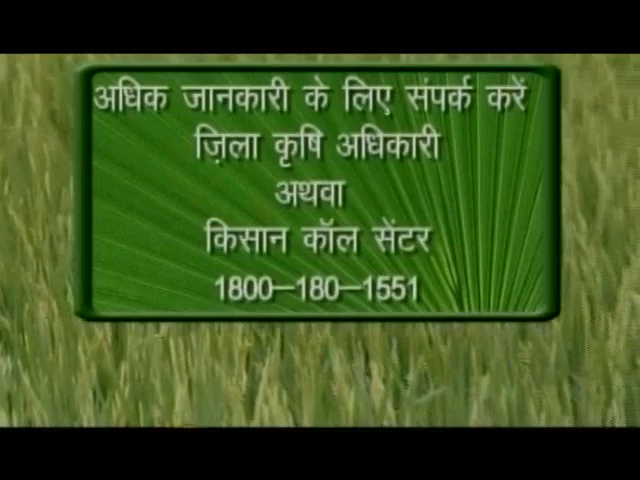 अधिक जानकारी के लिए संपर्क करें
ज़िला कृषि अधिकारी
अथवा
किसान कॉल सेंटर
1800-180-1551